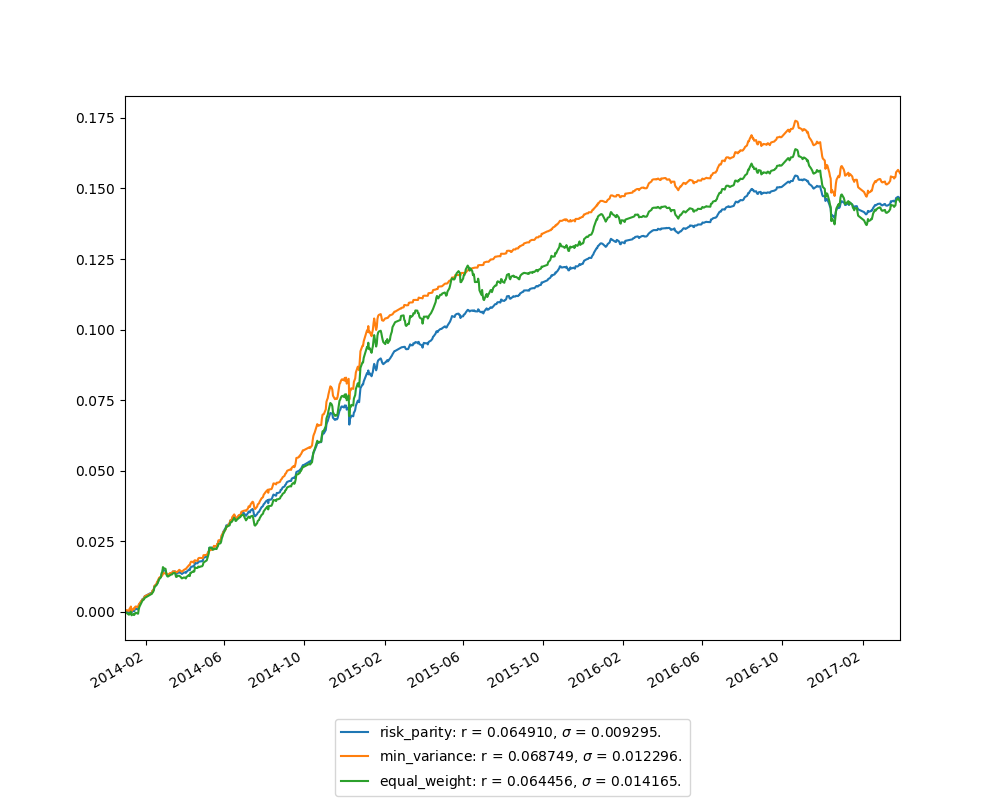 0.175
0.150
0.125
0.100
0.075
0.050
0.025
0.000
2014-02 2014-06 2014-10 2015-02 2015-06 2015-10 2016-02 2016-06 2016-10 2017-02
risk_parity: r = 0.064910, σ = 0.009295.
min_variance: r = 0.068749, σ = 0.012296.
equal_weight: r = 0.064456, σ = 0.014165.